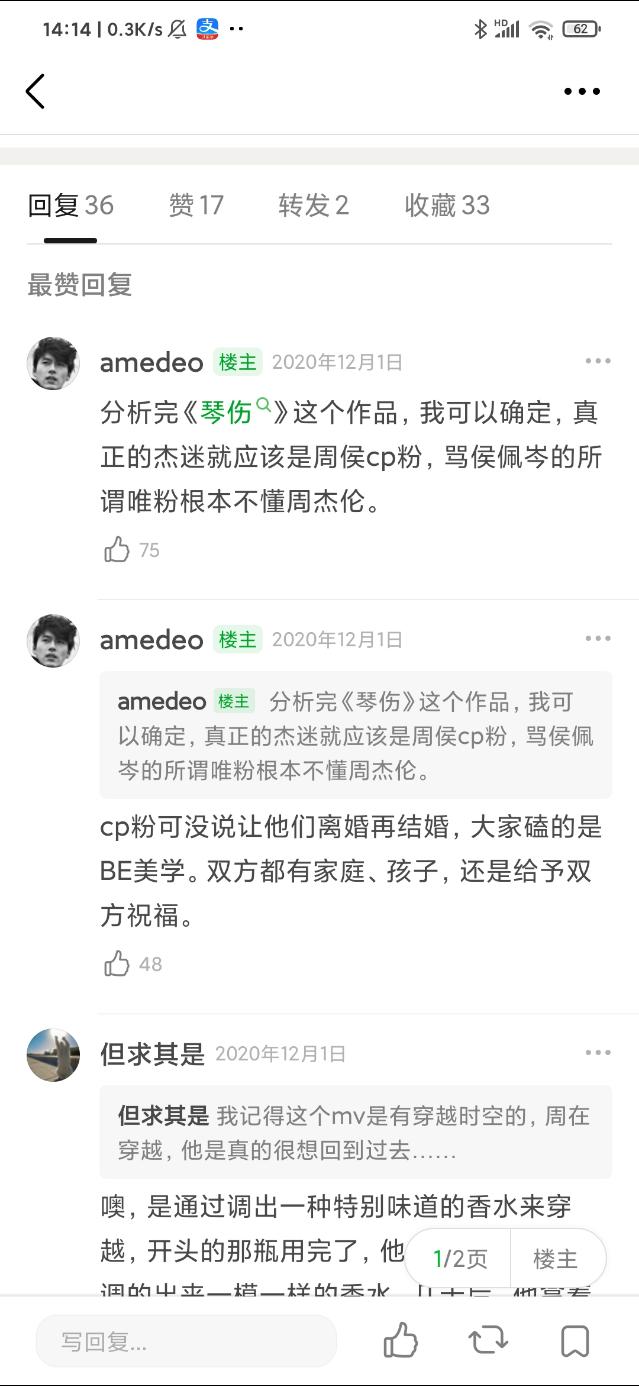 14:14 | 0.3K/s HD 62
回复 36 赞 17 转发 2 收藏 33
最赞回复
amedeo 楼主 2020年12月1日
分析完《琴伤》这个作品，我可以确定，真
正的杰迷就应该是周侯cp粉，骂侯佩岑的所
谓唯粉根本不懂周杰伦。
75
amedeo 楼主 2020年12月1日
amedeo 楼主 分析完《琴伤》这个作品，我可
以确定，真正的杰迷就应该是周侯cp粉，骂侯佩
岑的所谓唯粉根本不懂周杰伦。
cp粉可没说让他们离婚再结婚，大家磕的是
BE美学。双方都有家庭、孩子，还是给予双
方祝福。
48
但求其是 2020年12月1日
但求其是 我记得这个mv是有穿越时空的，周在
穿越，他是真的很想回到过去……
噢，是通过调出一种特别味道的香水来穿
越，开头的那瓶用完了，他
1/2页 楼主
调的出来一模一样的香水
写回复...